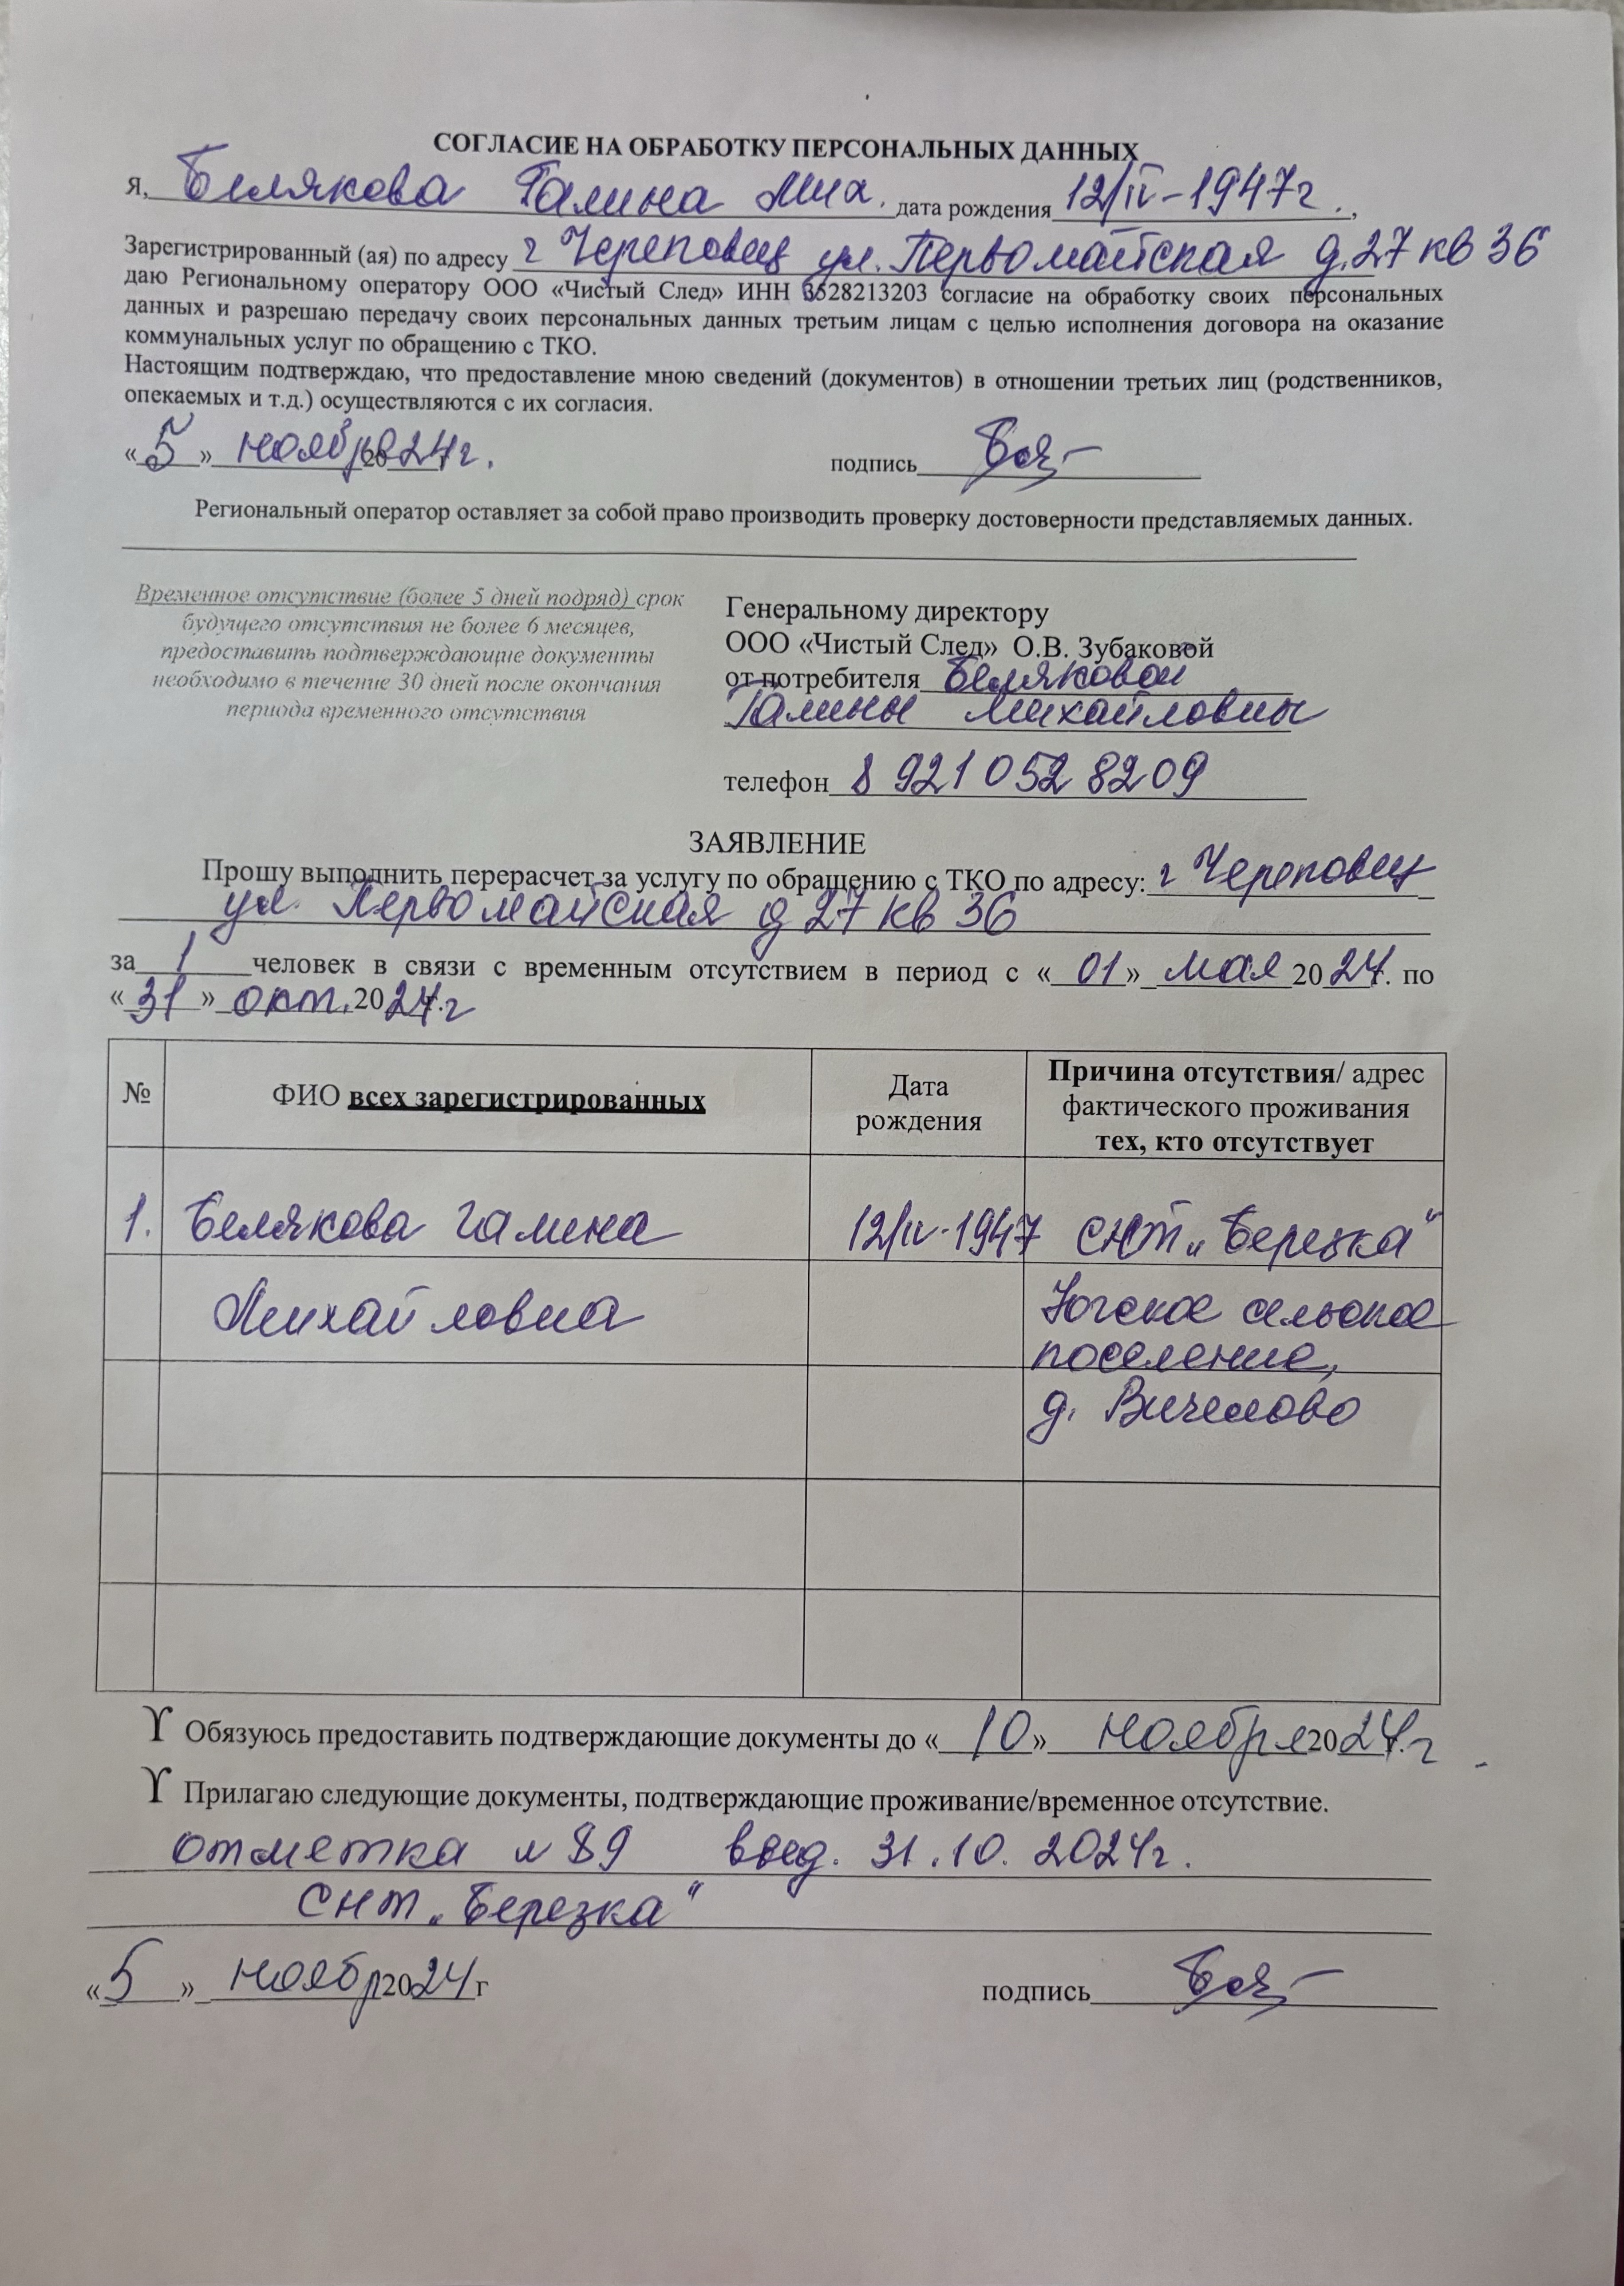 СОГЛАСИЕ НА ОБРАБОТКУ ПЕРСОНАЛЬНЫХ ДАННЫХ
Я, Белякова Галина Мих. дата рождения 12/IV-1947г.,
Зарегистрированный (ая) по адресу г Череповец ул. Первомайская д.27 кв 36
даю Региональному оператору ООО «Чистый След» ИНН 3528213203 согласие на обработку своих персональных
данных и разрешаю передачу своих персональных данных третьим лицам с целью исполнения договора на оказание
коммунальных услуг по обращению с ТКО.
Настоящим подтверждаю, что предоставление мною сведений (документов) в отношении третьих лиц (родственников,
опекаемых и т.д.) осуществляются с их согласия.
«5» ноябр 2024г. подпись
Региональный оператор оставляет за собой право производить проверку достоверности представляемых данных.
Временное отсутствие (более 5 дней подряд) срок
будущего отсутствия не более 6 месяцев,
предоставить подтверждающие документы
необходимо в течение 30 дней после окончания
периода временного отсутствия
Генеральному директору
ООО «Чистый След» О.В. Зубаковой
от потребителя Беляковой
Галины Михайловны
телефон 8 921 052 8209
ЗАЯВЛЕНИЕ
Прошу выполнить перерасчет за услугу по обращению с ТКО по адресу: г Череповец
ул. Первомайская д 27 кв 36
за 1 человек в связи с временным отсутствием в период с «01» мая 2024г. по
«31» окт. 2024г.г
№ ФИО всех зарегистрированных Дата рождения Причина отсутствия/ адрес фактического проживания тех, кто отсутствует
1. Белякова Галина 12/IV-1947 СНТ „Березка“
Михайловна Югское сельское
поселение,
д.
ϒ Обязуюсь предоставить подтверждающие документы до «10» ноября 2024г.г
ϒ Прилагаю следующие документы, подтверждающие проживание/временное отсутствие.
отметка № 89 31.10.2024г.
СНТ „Березка“
«5» ноябр 2024г подпись